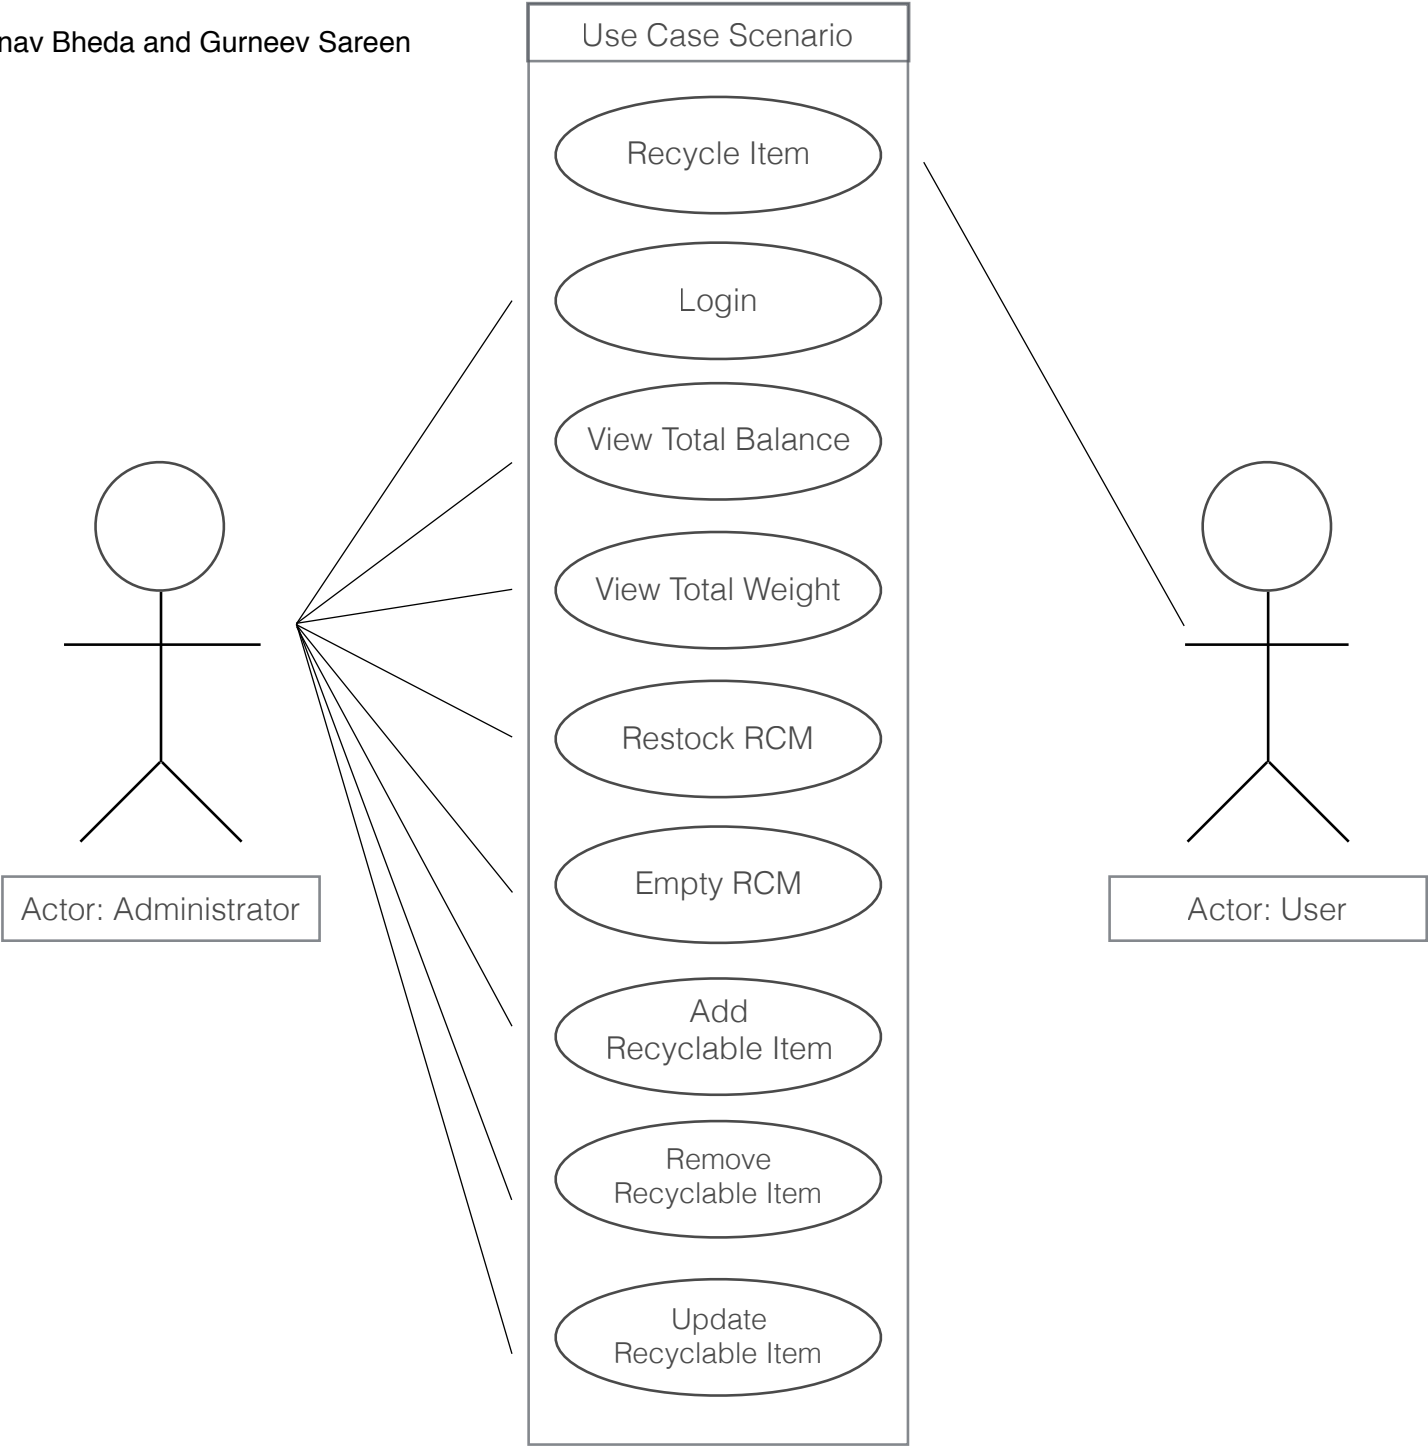 nav Bheda and Gurneev Sareen
Use Case Scenario
Recycle Item
Login
View Total Balance
View Total Weight
Restock RCM
Empty RCM
Add
Recyclable Item
Remove
Recyclable Item
Update
Recyclable Item
Actor: Administrator
Actor: User